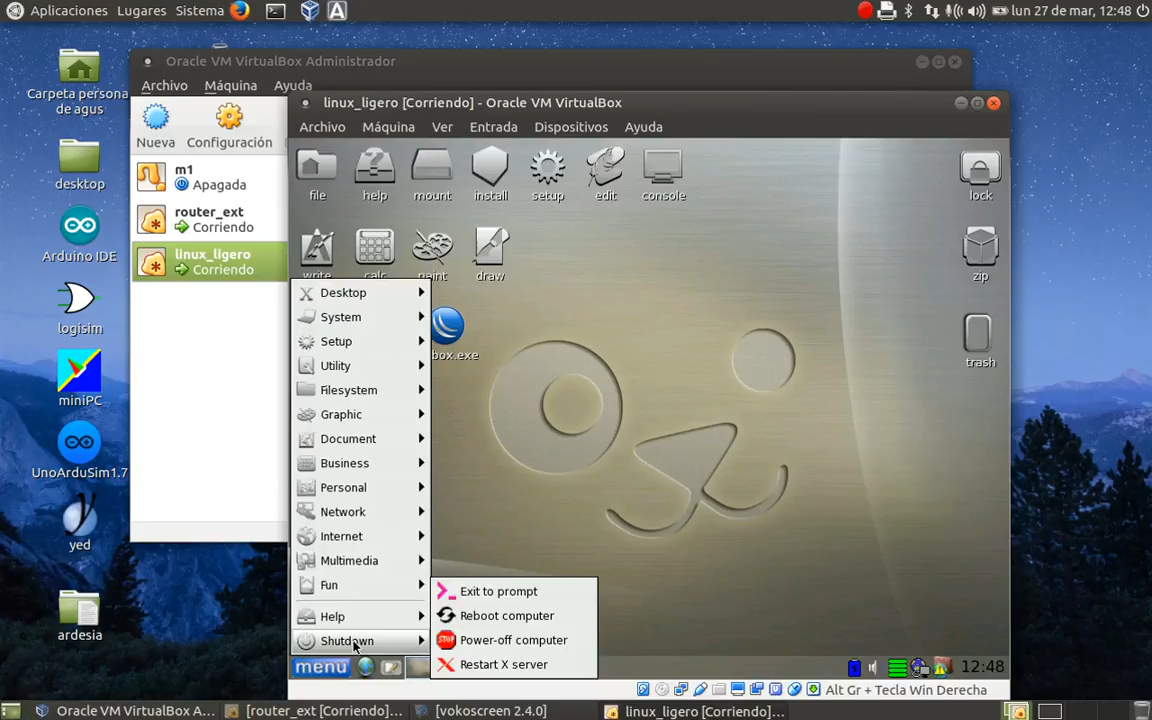 Aplicaciones Lugares Sistema lun 27 de mar, 12:48
Carpeta persona
de agus
desktop
Arduino IDE
logisim
miniPC
UnoArduSim1.7
yed
ardesia
Oracle VM VirtualBox Administrador
Archivo Máquina Ayuda
Nueva Configuración
m1
Apagada
router_ext
Corriendo
linux_ligero
Corriendo
linux_ligero [Corriendo] - Oracle VM VirtualBox
Archivo Máquina Ver Entrada Dispositivos Ayuda
file help mount install setup edit console lock
write calc paint draw zip
box.exe trash
Desktop
System
Setup
Utility
Filesystem
Graphic
Document
Business
Personal
Network
Internet
Multimedia
Fun
Help
Shutdown
Exit to prompt
Reboot computer
STOP Power-off computer
Restart X server
menu 12:48
Alt Gr + Tecla Win Derecha
Oracle VM VirtualBox A... [router_ext [Corriendo]... [vokoscreen 2.4.0] linux_ligero [Corriendo]...